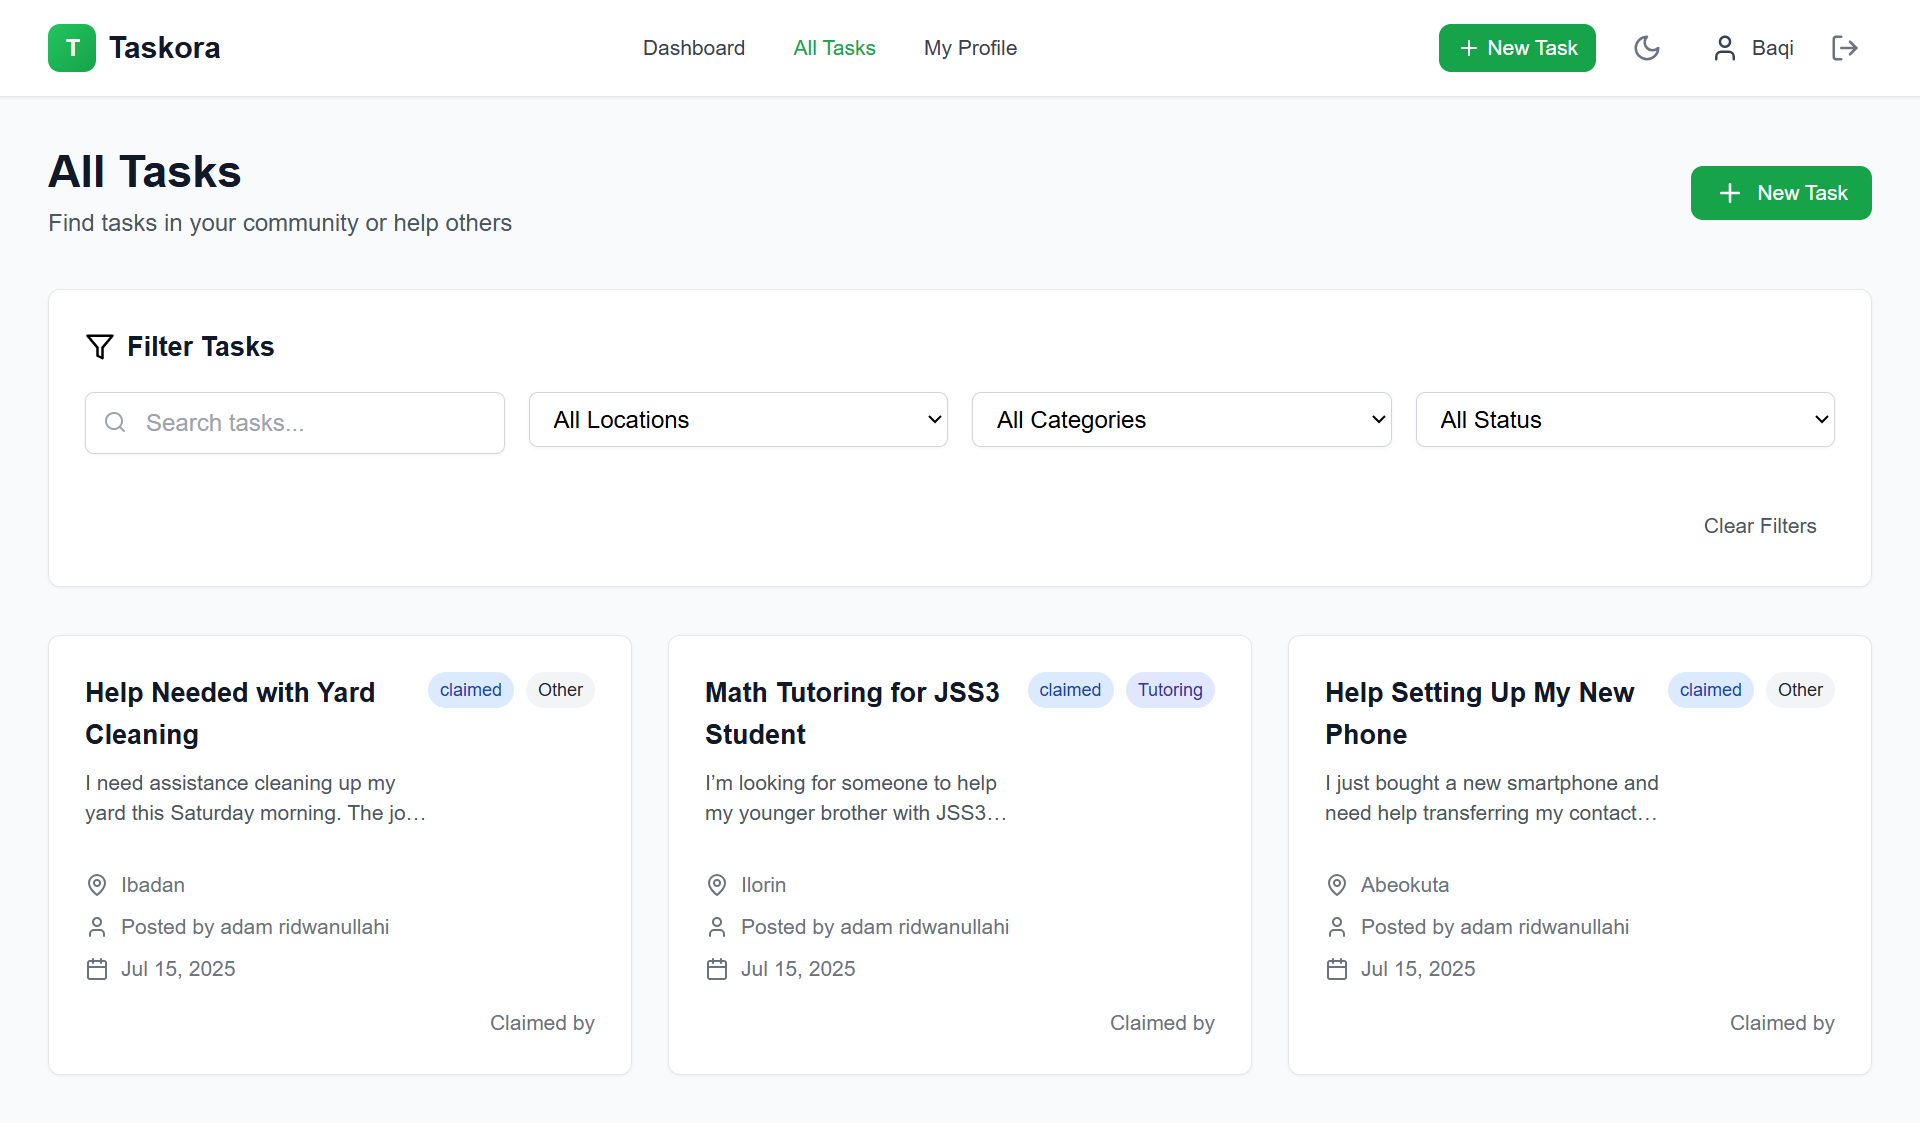 T Taskora
Dashboard
All Tasks
My Profile
New Task
Baqi
All Tasks
Find tasks in your community or help others
New Task
Filter Tasks
Search tasks...
All Locations
All Categories
All Status
Clear Filters
Help Needed with Yard
Cleaning
claimed
Other
I need assistance cleaning up my
yard this Saturday morning. The jo…
Ibadan
Posted by adam ridwanullahi
Jul 15, 2025
Claimed by
Math Tutoring for JSS3
Student
claimed
Tutoring
I’m looking for someone to help
my younger brother with JSS3…
Ilorin
Posted by adam ridwanullahi
Jul 15, 2025
Claimed by
Help Setting Up My New
Phone
claimed
Other
I just bought a new smartphone and
need help transferring my contact…
Abeokuta
Posted by adam ridwanullahi
Jul 15, 2025
Claimed by